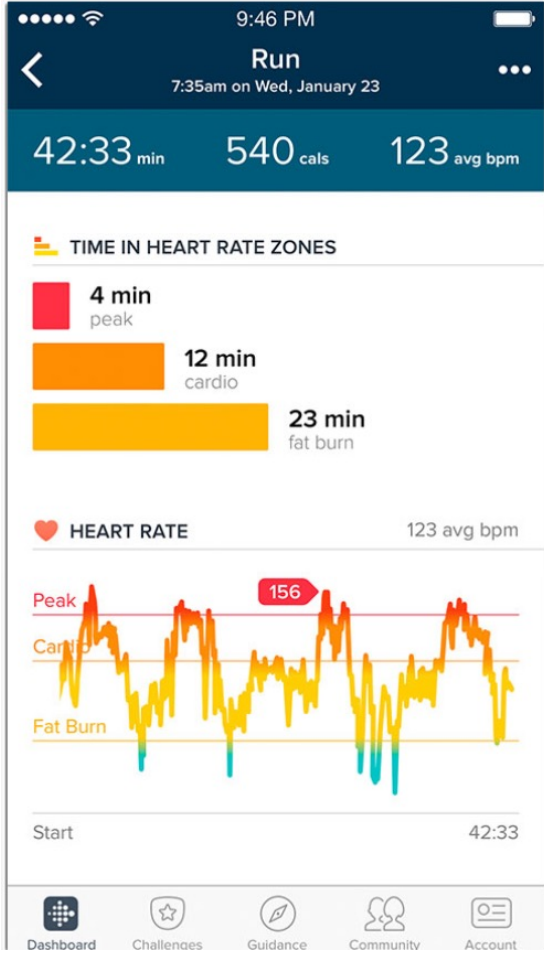 9:46 PM
Run
7:35am on Wed, January 23
42:33 min 540 cals 123 avg bpm
TIME IN HEART RATE ZONES
4 min
peak
12 min
cardio
23 min
fat burn
HEART RATE 123 avg bpm
156
Peak
Cardio
Fat Burn
Start 42:33
Dashboard Challenges Guidance Community Account